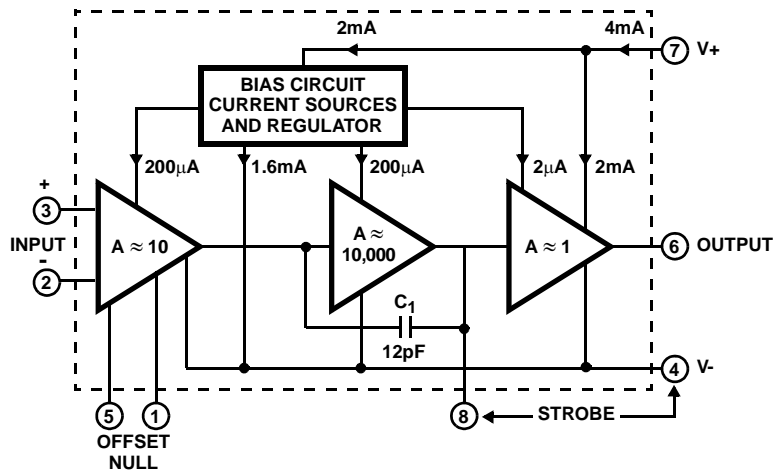 2mA
4mA
7
V+
BIAS CIRCUIT
CURRENT SOURCES
AND REGULATOR
200μA
1.6mA
200μA
2μA
2mA
+
3
INPUT
-
2
A ≈ 10
A ≈
10,000
A ≈ 1
6
OUTPUT
C1
12pF
4
V-
5
1
8
STROBE
OFFSET
NULL